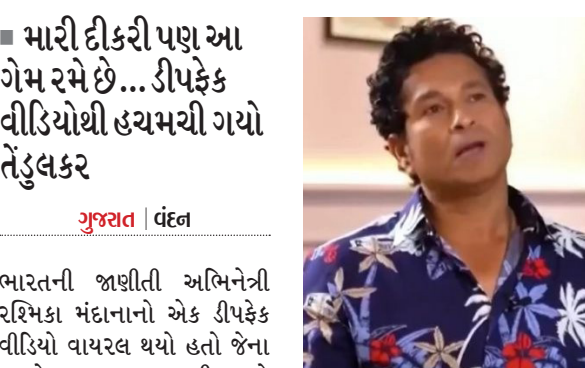 મારી દીકરી પણ આ
ગેમ રમે છે... ડીપફેક
વીડિયોથી હચમચી ગયો
તેંડુલકર
ગુજરાત | વંદન
ભારતની જાણીતી અભિનેત્રી
રશ્મિકા મંદાનાનો એક ડીપફેક
વીડિયો વાયરલ થયો હતો જેના